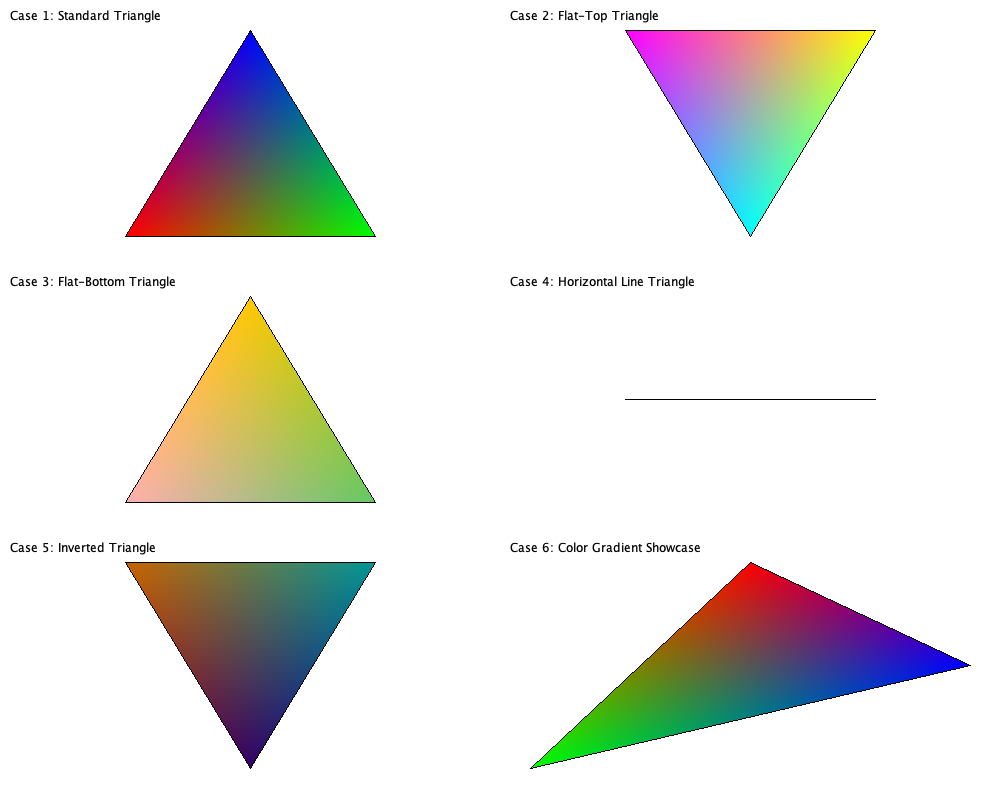 Case 1: Standard Triangle
Case 2: Flat-Top Triangle
Case 3: Flat-Bottom Triangle
Case 4: Horizontal Line Triangle
Case 5: Inverted Triangle
Case 6: Color Gradient Showcase